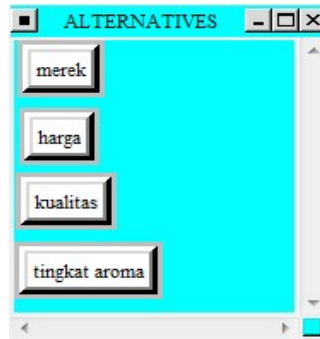 ALTERNATIVES
merek
harga
kualitas
tingkat aroma